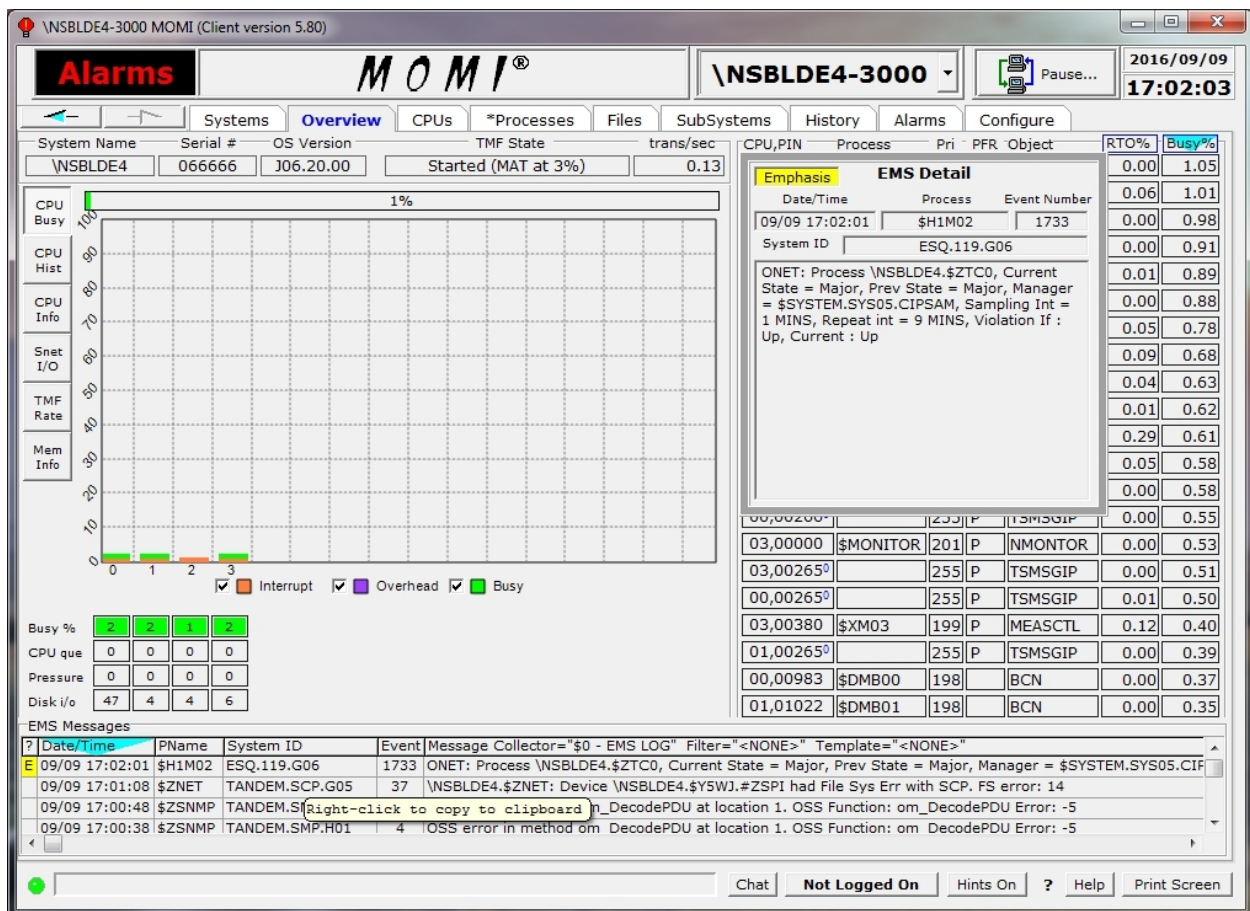 \NSBLDE4-3000 MOMI (Client version 5.80)
Alarms
MOMI®
\NSBLDE4-3000
Pause...
2016/09/09
17:02:03
Systems Overview CPUs *Processes Files SubSystems History Alarms Configure
System Name Serial # OS Version TMF State trans/sec
\NSBLDE4 066666 J06.20.00 Started (MAT at 3%) 0.13
CPU Busy
CPU Hist
CPU Info
Snet I/O
TMF Rate
Mem Info
1%
100
90
80
70
60
50
40
30
20
10
0
0 1 2 3
Interrupt Overhead Busy
Busy % 2 2 1 2
CPU que 0 0 0 0
Pressure 0 0 0 0
Disk i/o 47 4 4 6
CPU,PIN Process Pri PFR Object RTO% Busy%
0.00 1.05
0.06 1.01
0.00 0.98
0.00 0.91
0.01 0.89
0.00 0.88
0.05 0.78
0.09 0.68
0.04 0.63
0.01 0.62
0.29 0.61
0.05 0.58
0.00 0.58
255 P TSMSGIP 0.00 0.55
03,00000 $MONITOR 201 P NMONTOR 0.00 0.53
03,00265⁰ 255 P TSMSGIP 0.00 0.51
00,00265⁰ 255 P TSMSGIP 0.01 0.50
03,00380 $XM03 199 P MEASCTL 0.12 0.40
01,00265⁰ 255 P TSMSGIP 0.00 0.39
00,00983 $DMB00 198 BCN 0.00 0.37
01,01022 $DMB01 198 BCN 0.00 0.35
Emphasis EMS Detail
Date/Time Process Event Number
09/09 17:02:01 $H1M02 1733
System ID ESQ.119.G06
ONET: Process \NSBLDE4.$ZTC0, Current
State = Major, Prev State = Major, Manager
= $SYSTEM.SYS05.CIPSAM, Sampling Int =
1 MINS, Repeat int = 9 MINS, Violation If :
Up, Current : Up
EMS Messages
? Date/Time PName System ID Event Message Collector="$0 - EMS LOG" Filter="<NONE>" Template="<NONE>"
E 09/09 17:02:01 $H1M02 ESQ.119.G06 1733 ONET: Process \NSBLDE4.$ZTC0, Current State = Major, Prev State = Major, Manager = $SYSTEM.SYS05.CIP
09/09 17:01:08 $ZNET TANDEM.SCP.G05 37 \NSBLDE4.$ZNET: Device \NSBLDE4.$Y5WJ.#ZSPI had File Sys Err with SCP. FS error: 14
09/09 17:00:48 $ZSNMP _DecodePDU at location 1. OSS Function: om_DecodePDU Error: -5
Right-click to copy to clipboard
09/09 17:00:38 $ZSNMP TANDEM.SMP.H01 4 OSS error in method om_DecodePDU at location 1. OSS Function: om_DecodePDU Error: -5
Chat Not Logged On Hints On ? Help Print Screen